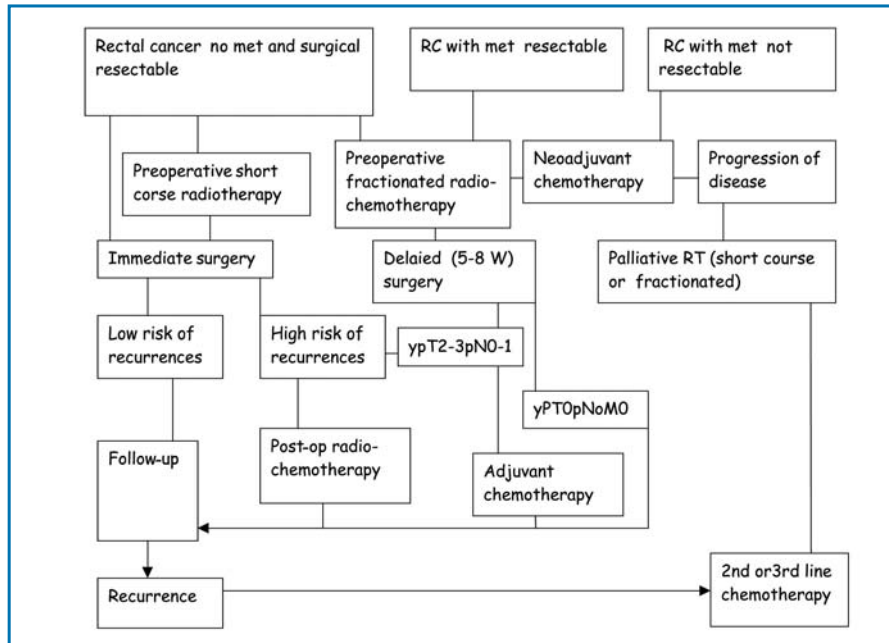 Rectal cancer no met and surgical
resectable
RC with met resectable
RC with met not
resectable
Preoperative short
corse radiotherapy
Preoperative
fractionated radio-
chemotherapy
Neoadjuvant
chemotherapy
Progression of
disease
Immediate surgery
Delaied (5-8 W)
surgery
Palliative RT (short course
or fractionated)
Low risk of
recurrences
High risk of
recurrences
ypT2-3pN0-1
yPT0pNoM0
Follow-up
Post-op radio-
chemotherapy
Adjuvant
chemotherapy
Recurrence
2nd or3rd line
chemotherapy